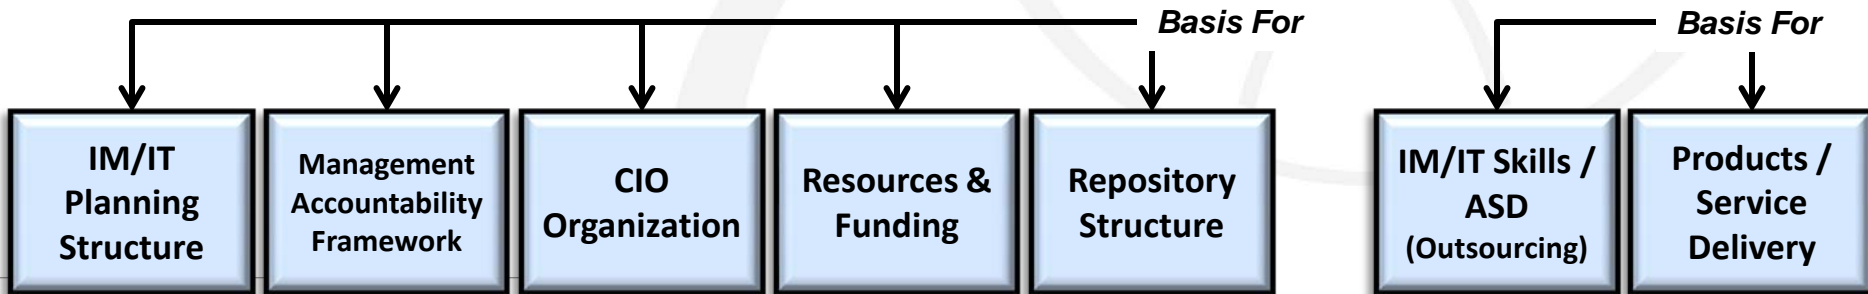 Basis For
Basis For
IM/IT
Planning
Structure
Management
Accountability
Framework
CIO
Organization
Resources &
Funding
Repository
Structure
IM/IT Skills /
ASD
(Outsourcing)
Products /
Service
Delivery